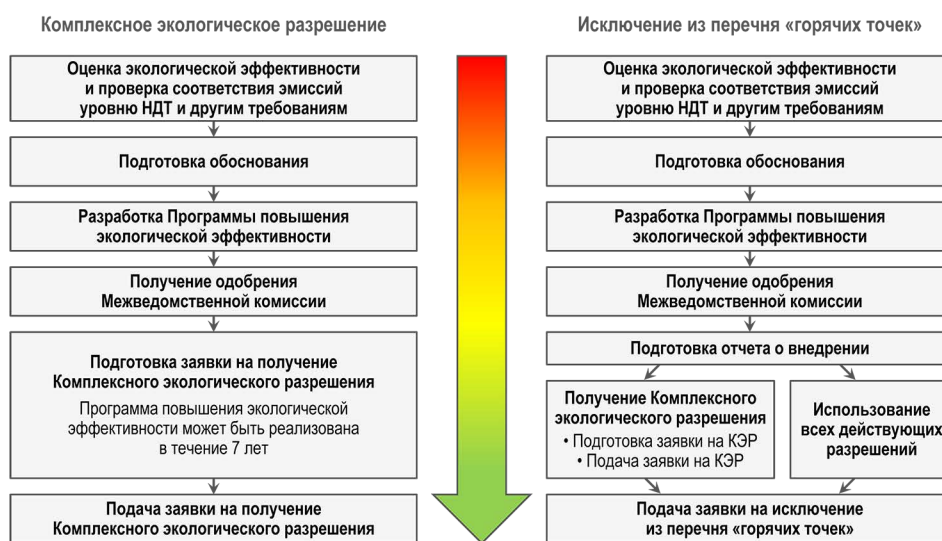 Комплексное экологическое разрешение
Оценка экологической эффективности
и проверка соответствия эмиссий
уровню НДТ и другим требованиям
Подготовка обоснования
Разработка Программы повышения
экологической эффективности
Получение одобрения
Межведомственной комиссии
Подготовка заявки на получение
Комплексного экологического разрешения
Программа повышения экологической
эффективности может быть реализована
в течение 7 лет
Подача заявки на получение
Комплексного экологического разрешения
Исключение из перечня «горячих точек»
Оценка экологической эффективности
и проверка соответствия эмиссий
уровню НДТ и другим требованиям
Подготовка обоснования
Разработка Программы повышения
экологической эффективности
Получение одобрения
Межведомственной комиссии
Подготовка отчета о внедрении
Получение Комплексного
экологического разрешения
• Подготовка заявки на КЭР
• Подача заявки на КЭР
Использование
всех действующих
разрешений
Подача заявки на исключение
из перечня «горячих точек»